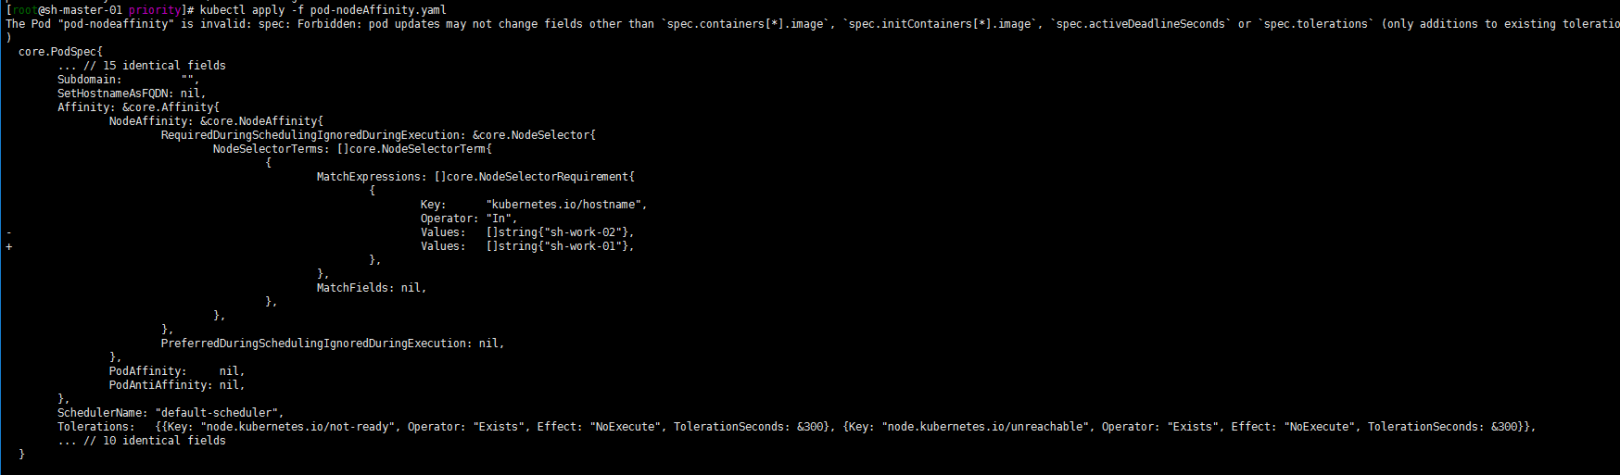 [root@sh-master-01 priority]# kubectl apply -f pod-nodeAffinity.yaml
The Pod "pod-nodeaffinity" is invalid: spec: Forbidden: pod updates may not change fields other than `spec.containers[*].image`, `spec.initContainers[*].image`, `spec.activeDeadlineSeconds` or `spec.tolerations` (only additions to existing toleratio
)
core.PodSpec{
... // 15 identical fields
Subdomain: "",
SetHostnameAsFQDN: nil,
Affinity: &core.Affinity{
NodeAffinity: &core.NodeAffinity{
RequiredDuringSchedulingIgnoredDuringExecution: &core.NodeSelector{
NodeSelectorTerms: []core.NodeSelectorTerm{
{
MatchExpressions: []core.NodeSelectorRequirement{
{
Key: "kubernetes.io/hostname",
Operator: "In",
- Values: []string{"sh-work-02"},
+ Values: []string{"sh-work-01"},
},
},
MatchFields: nil,
},
},
},
PreferredDuringSchedulingIgnoredDuringExecution: nil,
},
PodAffinity: nil,
PodAntiAffinity: nil,
},
SchedulerName: "default-scheduler",
Tolerations: {{Key: "node.kubernetes.io/not-ready", Operator: "Exists", Effect: "NoExecute", TolerationSeconds: &300}, {Key: "node.kubernetes.io/unreachable", Operator: "Exists", Effect: "NoExecute", TolerationSeconds: &300}},
... // 10 identical fields
}